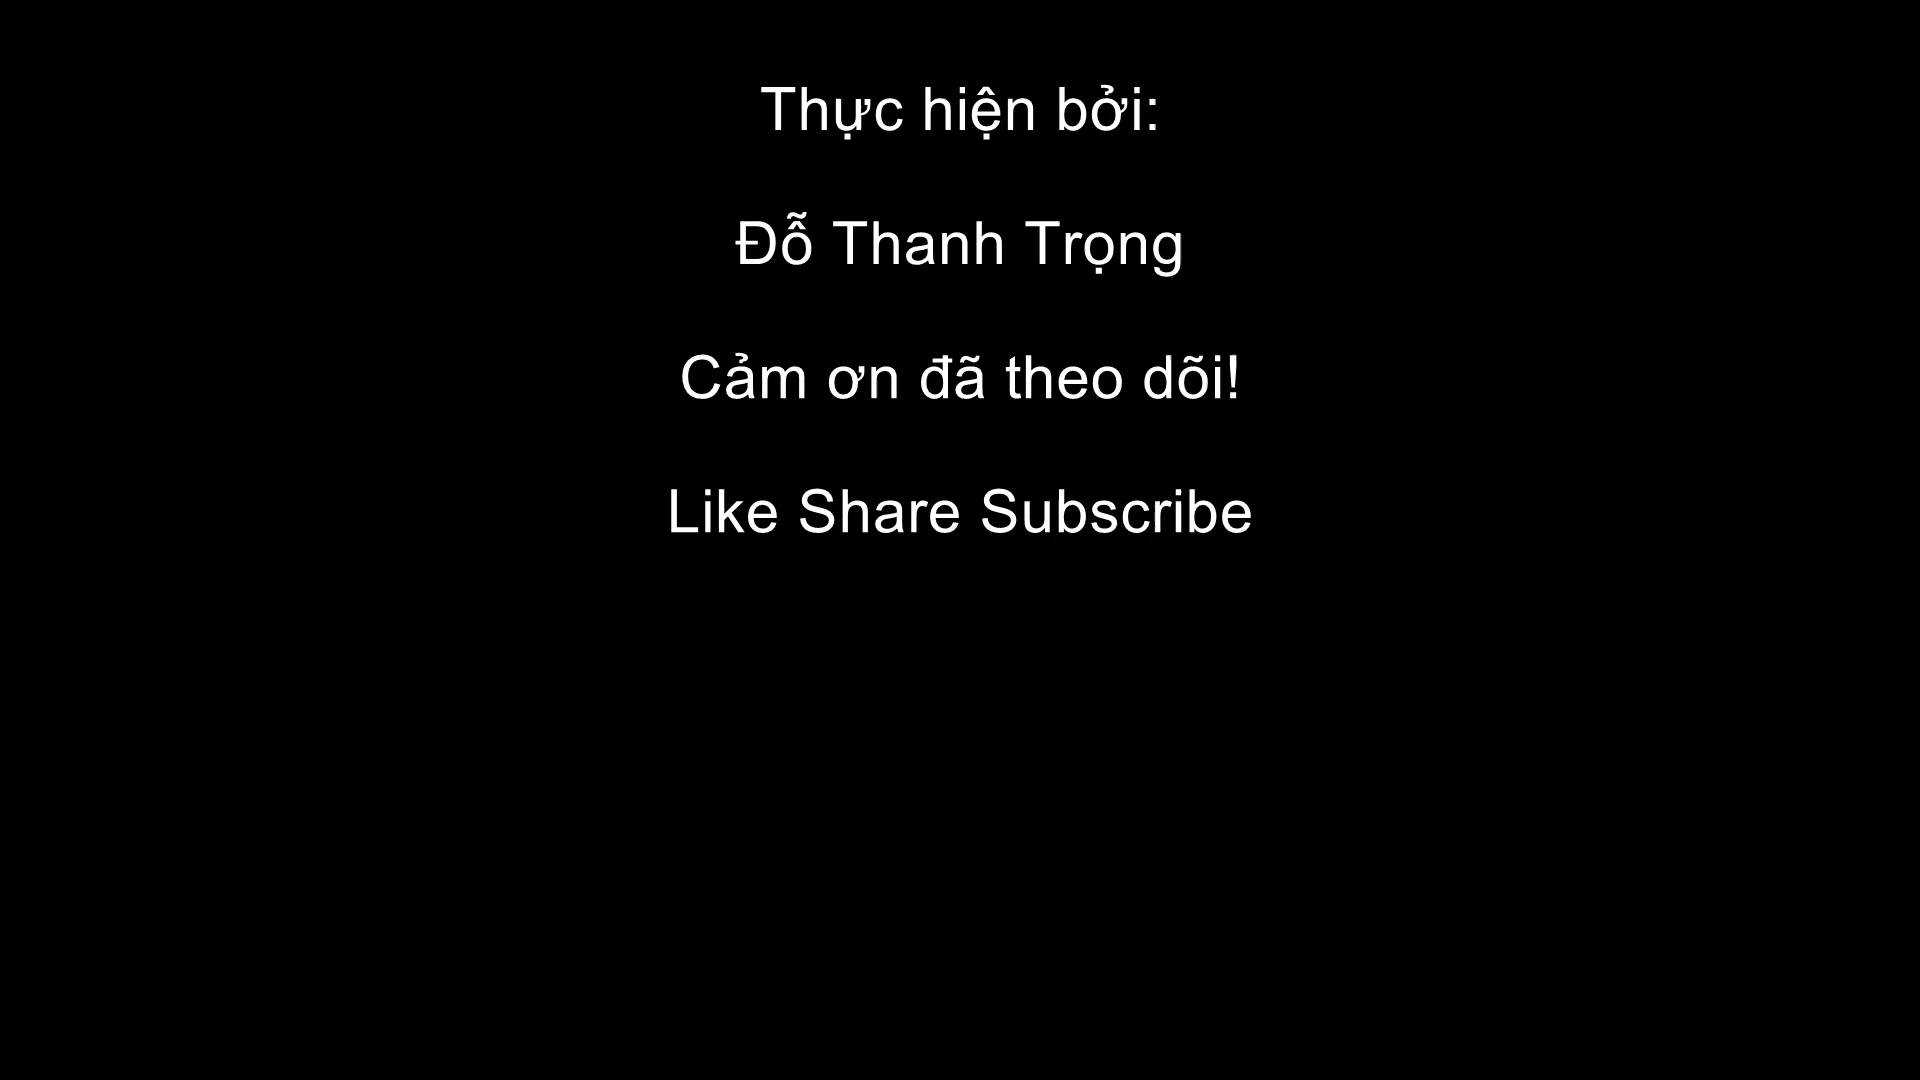 Thực hiện bởi:
Đỗ Thanh Trọng
Cảm ơn đã theo dõi!
Like Share Subscribe